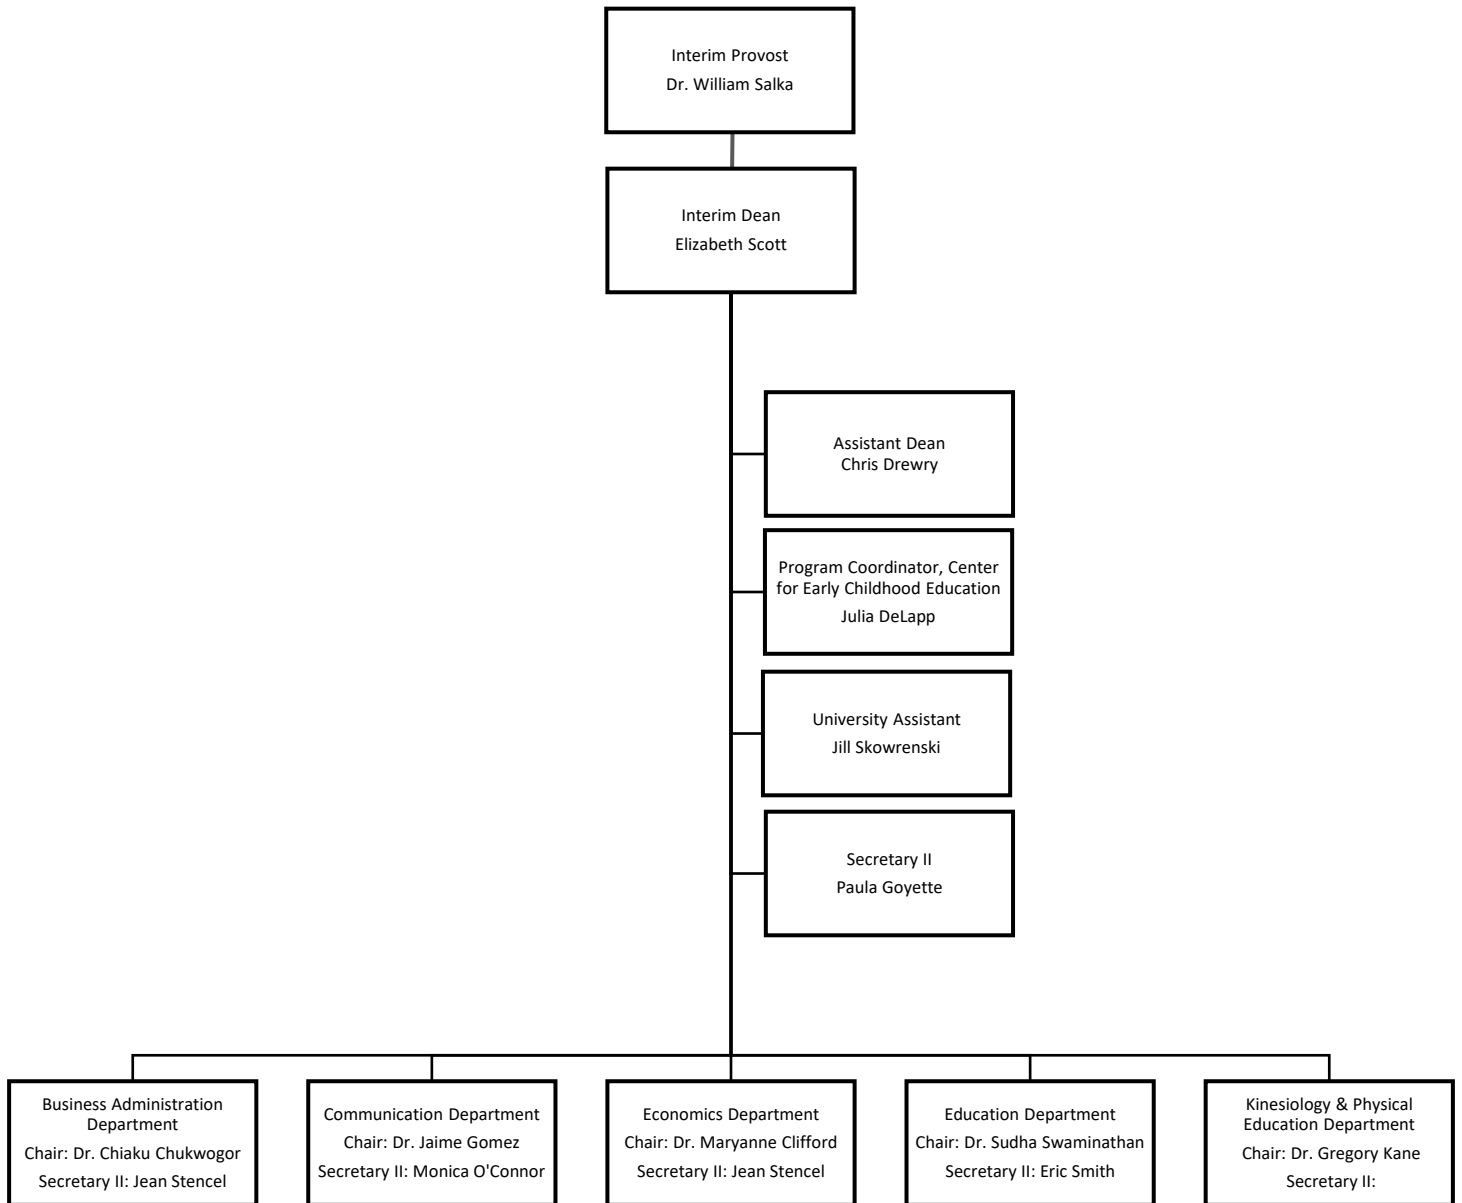 Interim Provost
Dr. William Salka
Interim Dean
Elizabeth Scott
Assistant Dean
Chris Drewry
Program Coordinator, Center
for Early Childhood Education
Julia DeLapp
University Assistant
Jill Skowrenski
Secretary II
Paula Goyette
Business Administration
Department
Chair: Dr. Chiaku Chukwogor
Secretary II: Jean Stencel
Communication Department
Chair: Dr. Jaime Gomez
Secretary II: Monica O'Connor
Economics Department
Chair: Dr. Maryanne Clifford
Secretary II: Jean Stencel
Education Department
Chair: Dr. Sudha Swaminathan
Secretary II: Eric Smith
Kinesiology & Physical
Education Department
Chair: Dr. Gregory Kane
Secretary II: